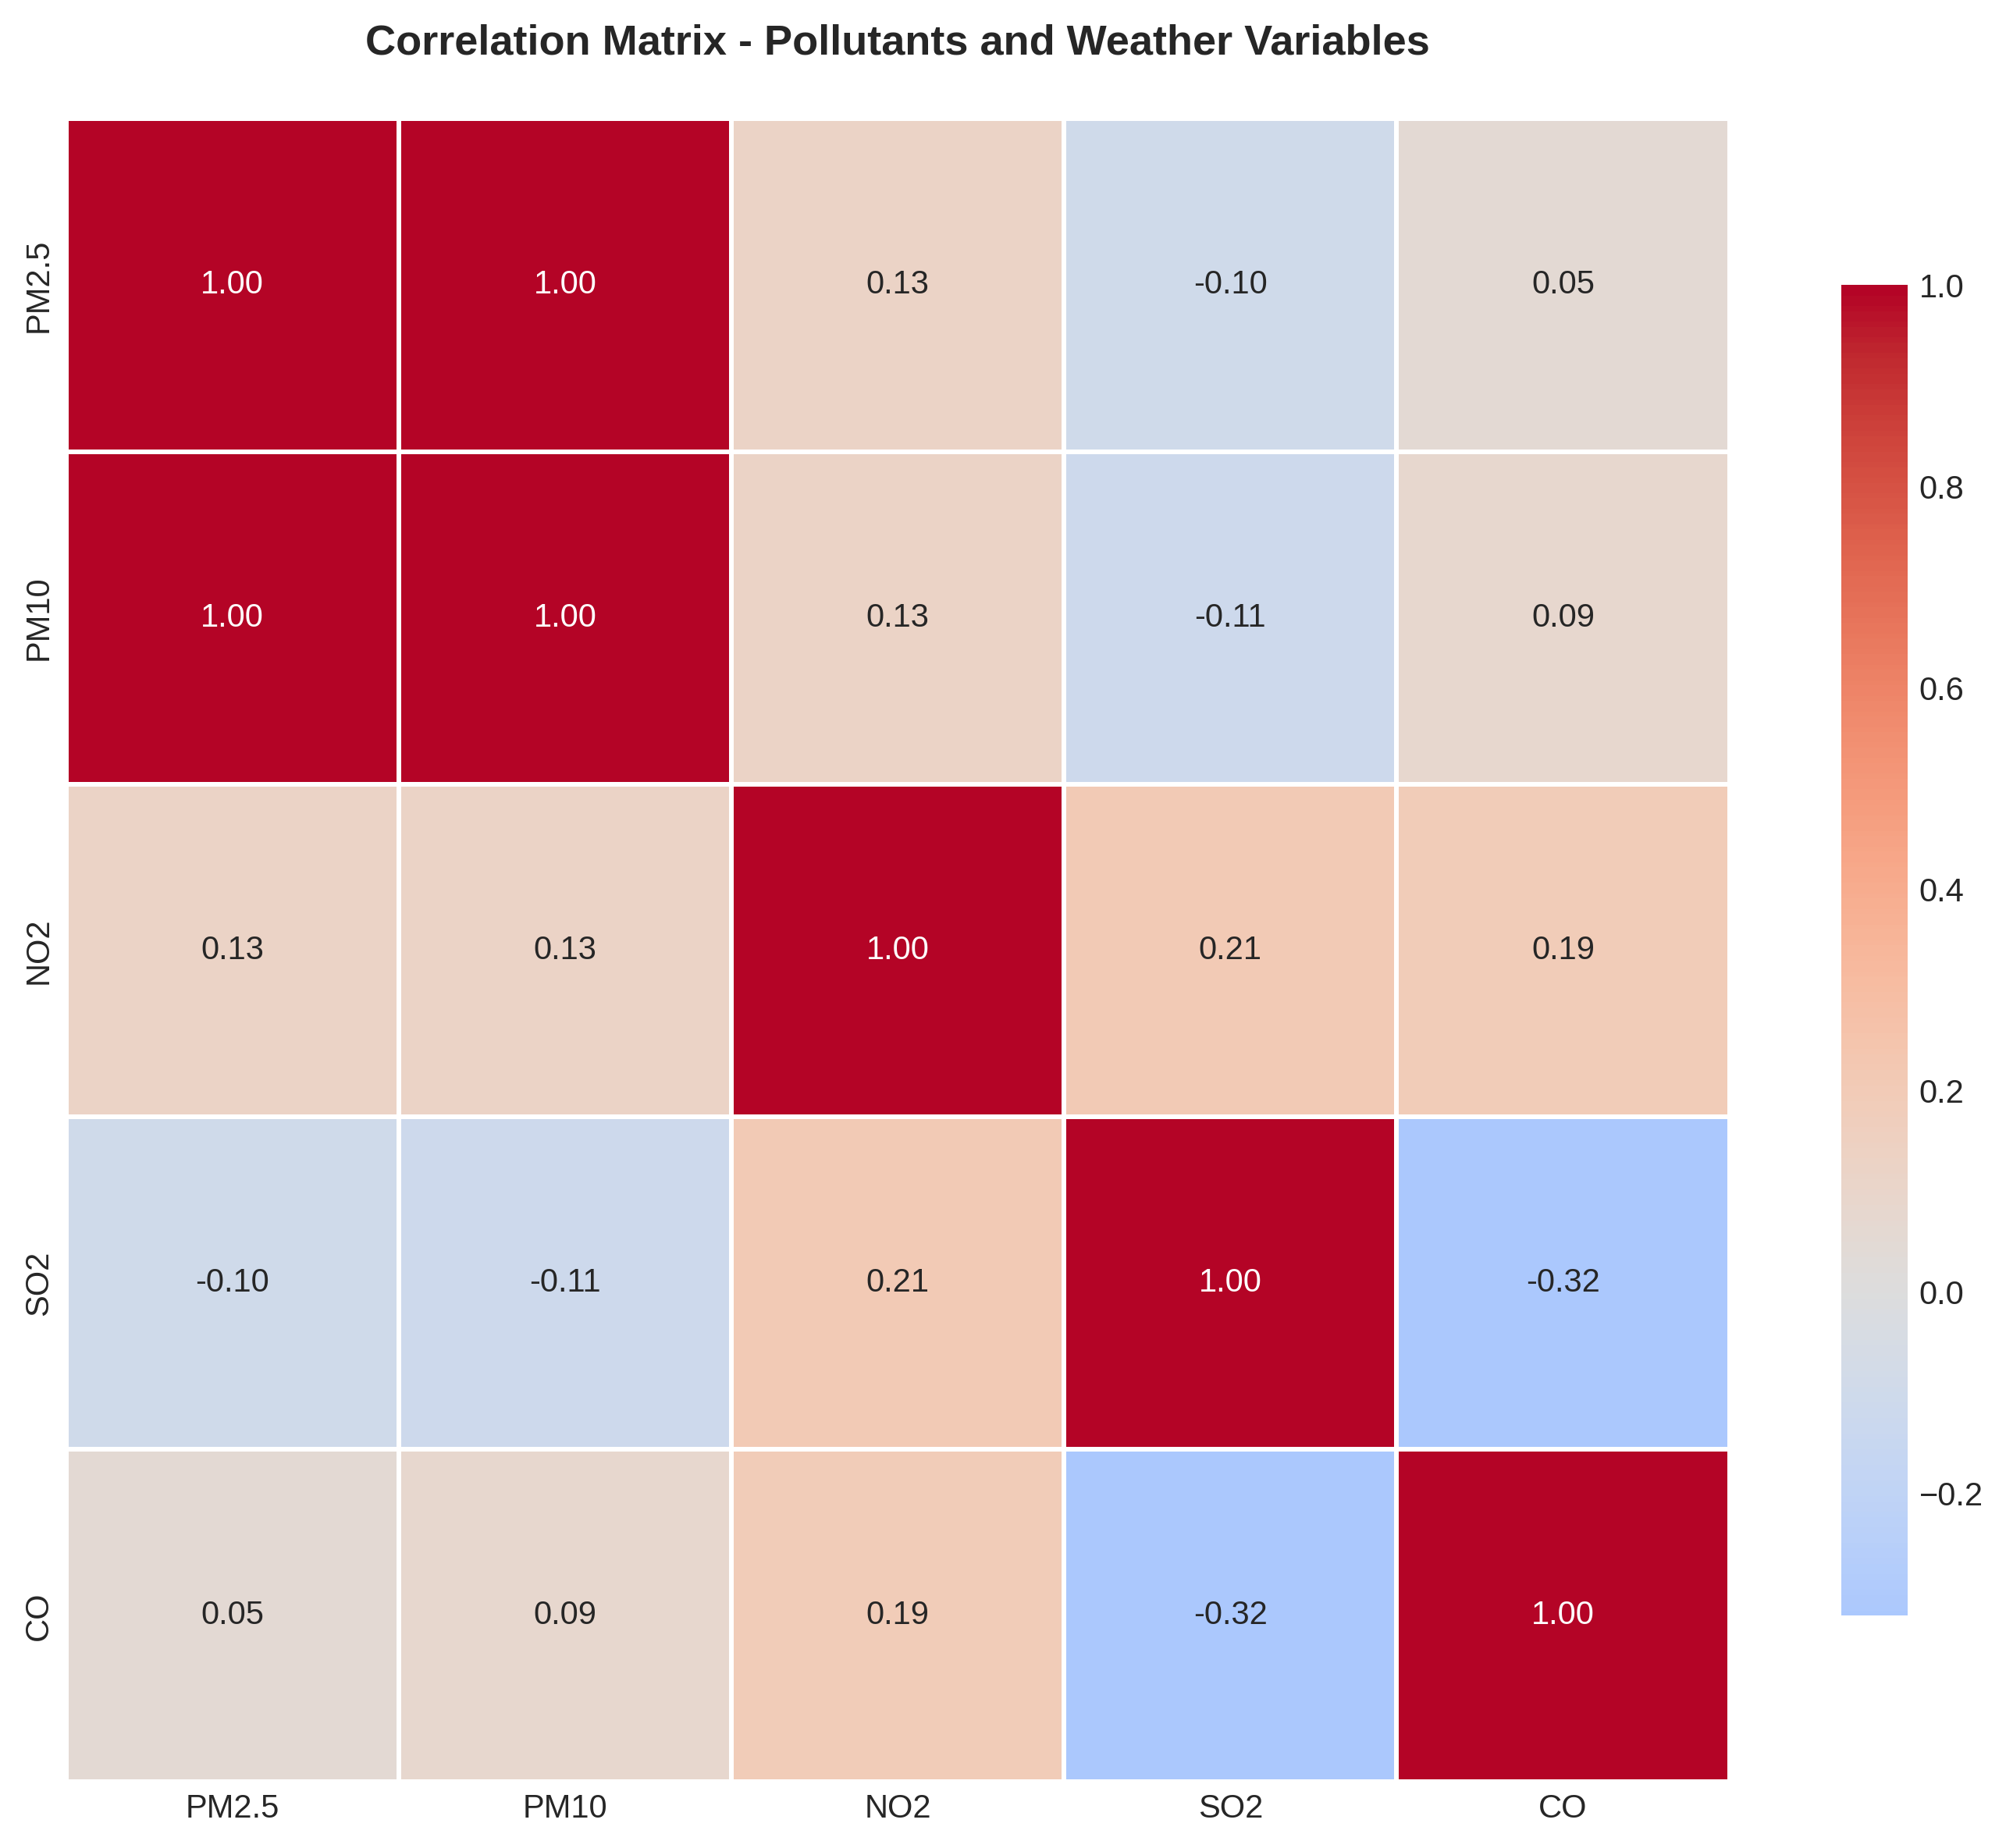 Correlation Matrix - Pollutants and Weather Variables
PM2.5 1.00 1.00 0.13 -0.10 0.05
PM10 1.00 1.00 0.13 -0.11 0.09
NO2 0.13 0.13 1.00 0.21 0.19
SO2 -0.10 -0.11 0.21 1.00 -0.32
CO 0.05 0.09 0.19 -0.32 1.00
PM2.5 PM10 NO2 SO2 CO
1.0
0.8
0.6
0.4
0.2
0.0
−0.2